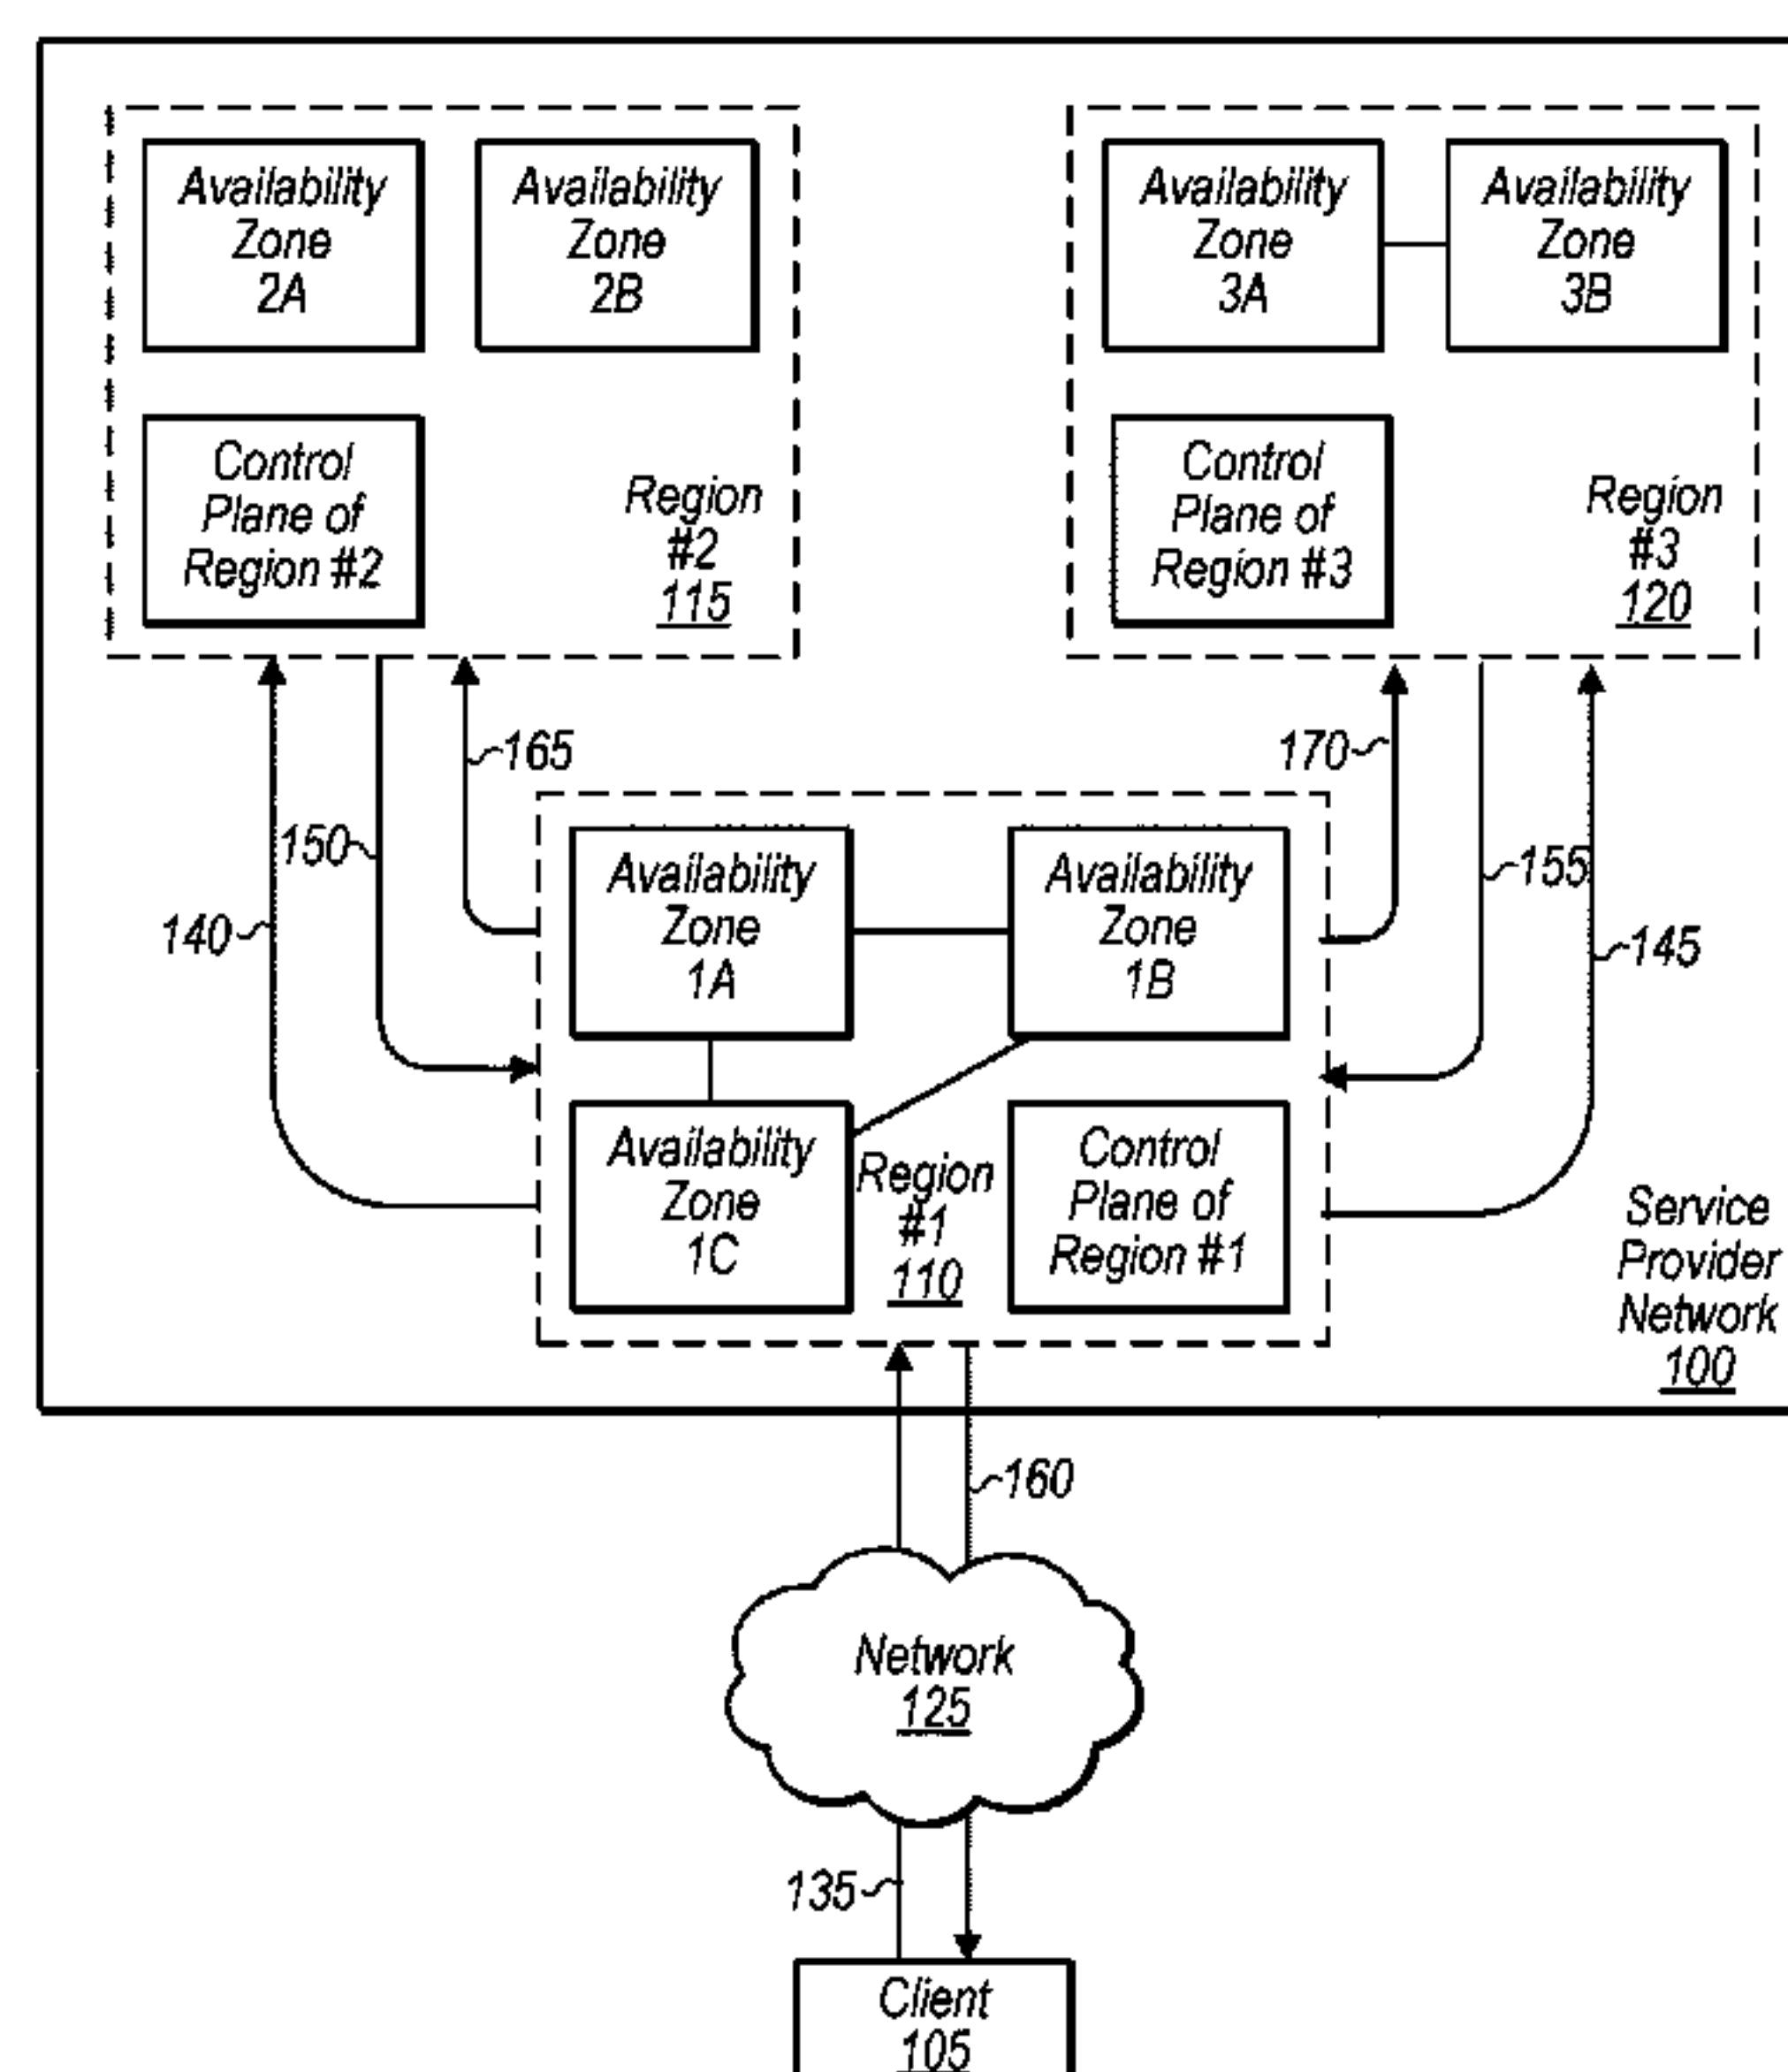 Availability
Zone
2A
Availability
Zone
2B
Control
Plane of
Region #2
Region
#2
115
Availability
Zone
3A
Availability
Zone
3B
Control
Plane of
Region #3
Region
#3
120
165
170
150
155
140
145
Availability
Zone
1A
Availability
Zone
1B
Availability
Zone
1C
Region
#1
110
Control
Plane of
Region #1
Service
Provider
Network
100
160
Network
125
135
Client
105